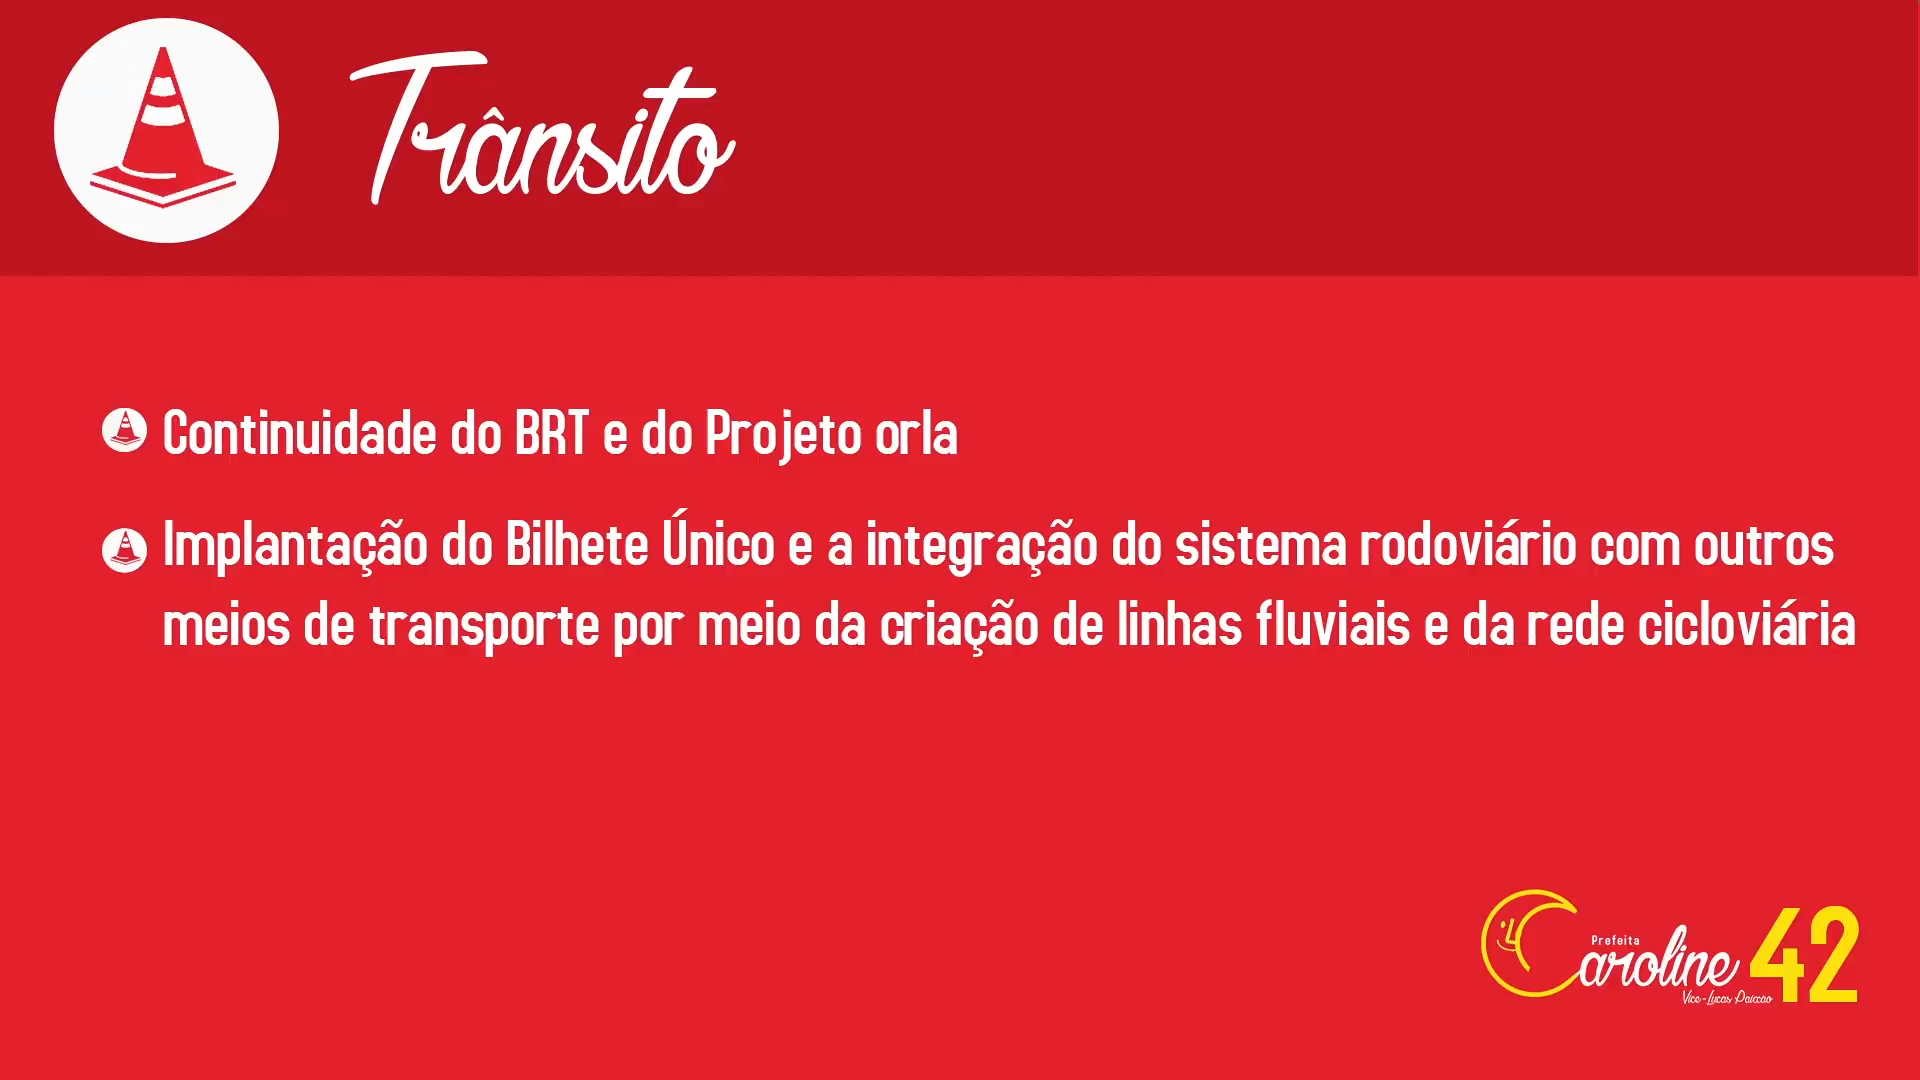 Trânsito
Continuidade do BRT e do Projeto orla
Implantação do Bilhete Único e a integração do sistema rodoviário com outros
meios de transporte por meio da criação de linhas fluviais e da rede cicloviária
Prefeita
Caroline 42
Vice-Lucas Paixão